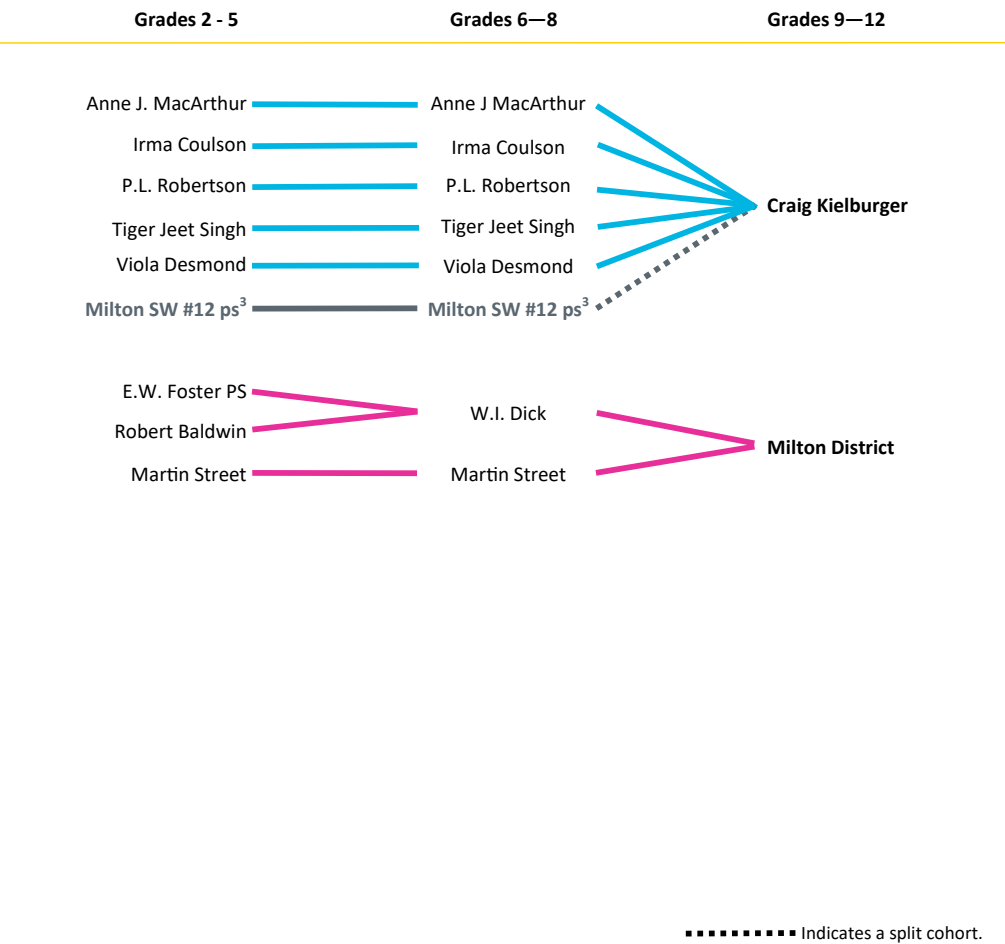 Grades 2 - 5 Grades 6—8 Grades 9—12
Anne J. MacArthur Anne J MacArthur
Irma Coulson Irma Coulson
P.L. Robertson P.L. Robertson
Craig Kielburger
Tiger Jeet Singh Tiger Jeet Singh
Viola Desmond Viola Desmond
Milton SW #12 ps³ Milton SW #12 ps³
E.W. Foster PS
W.I. Dick
Robert Baldwin
Milton District
Martin Street Martin Street
Indicates a split cohort.